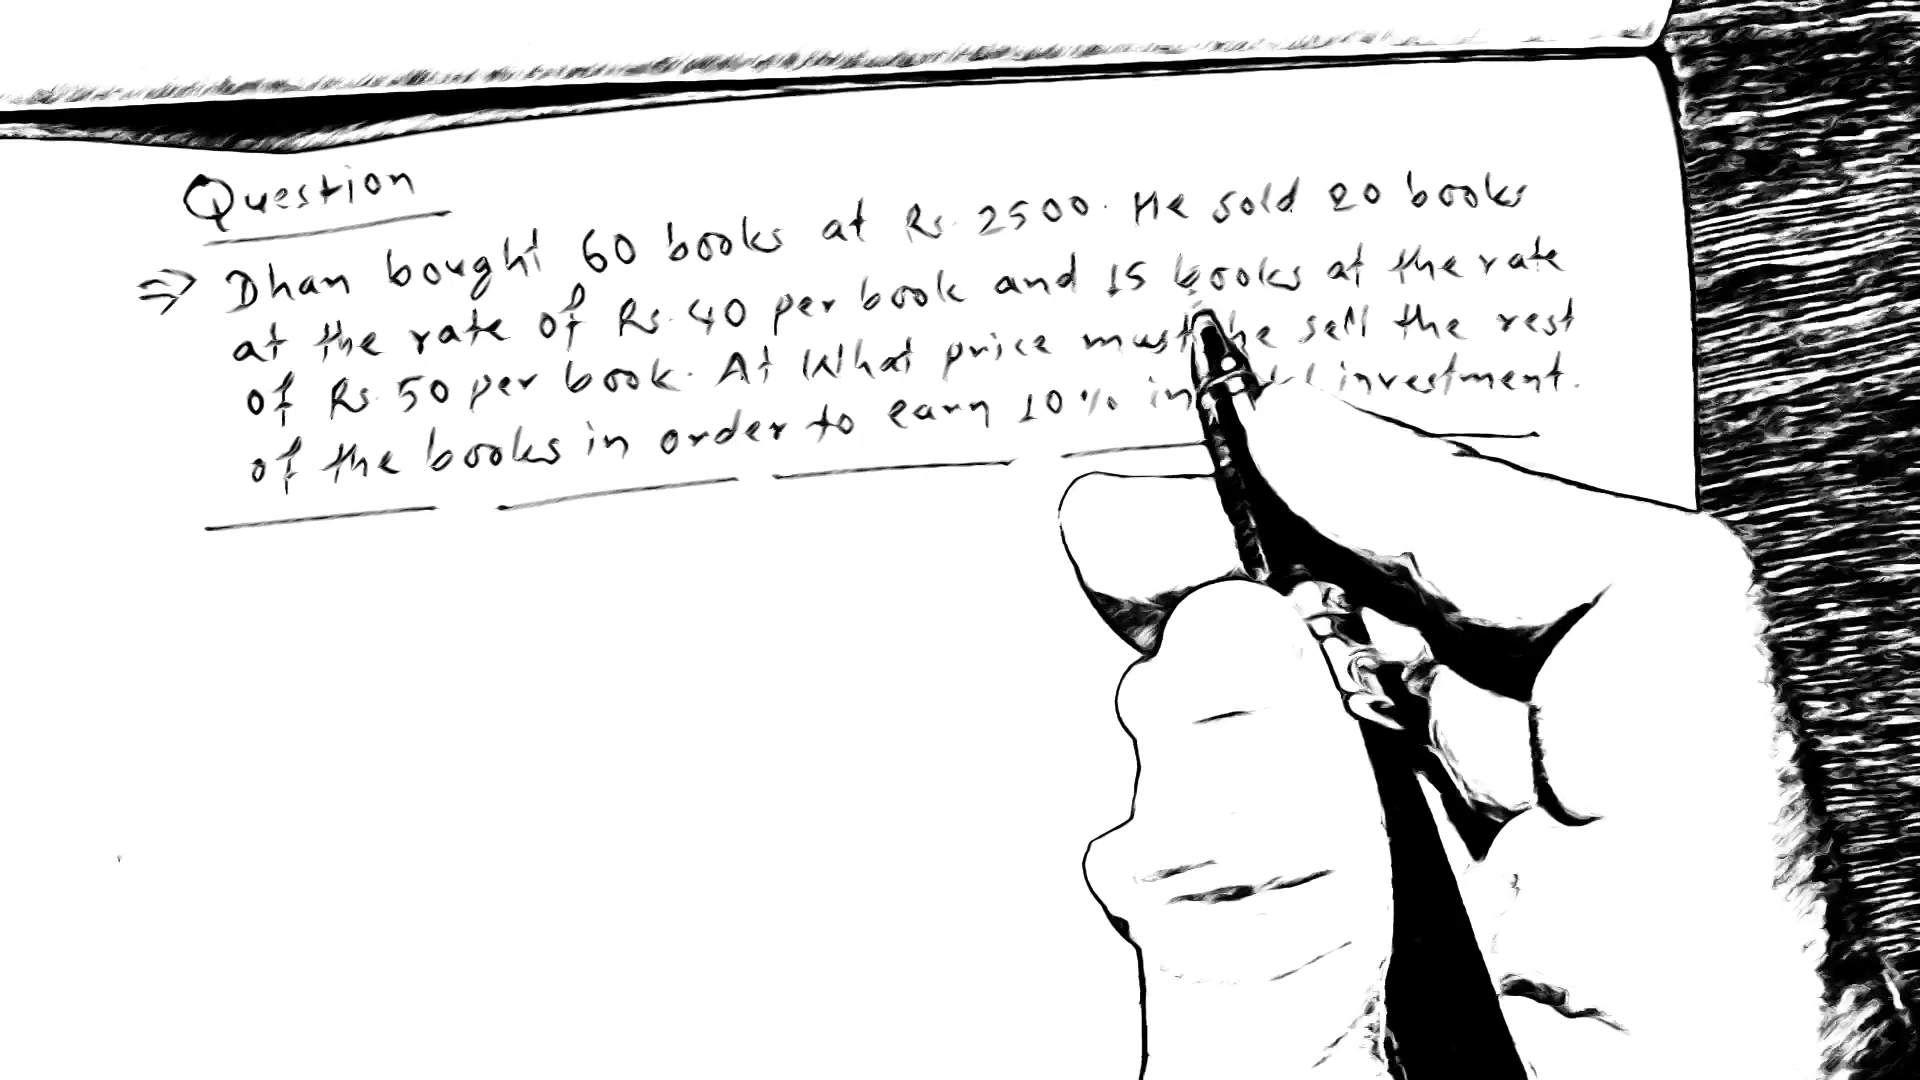 Question
⇒ Dhan bought 60 books at Rs. 2500. He sold 20 books
at the rate of Rs. 40 per book and 15 books at the rate
of Rs. 50 per book. At What price must he sell the rest
of the books in order to earn 10% in investment.